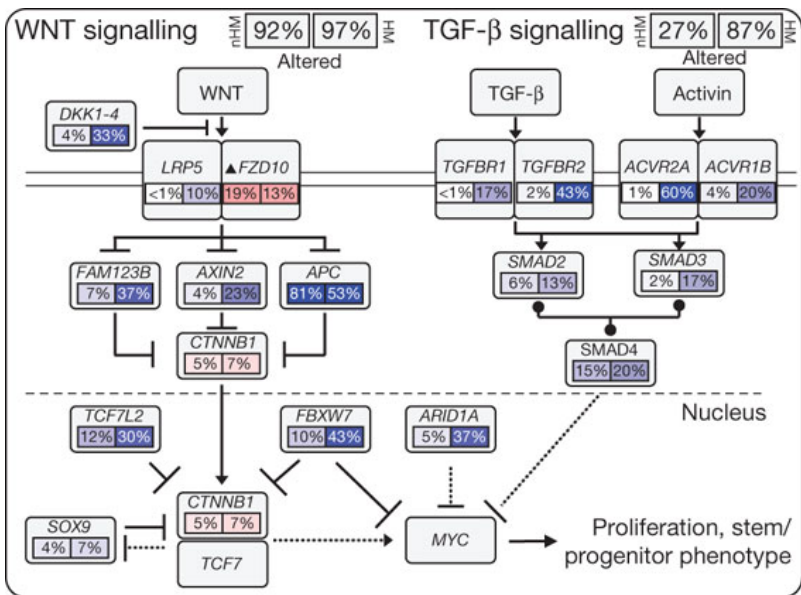 WNT signalling
nHM
92%
97%
HM
Altered
TGF-β signalling
nHM
27%
87%
HM
Altered
WNT
TGF-β
Activin
DKK1-4
4% 33%
LRP5
<1% 10%
▲FZD10
19% 13%
TGFBR1
<1% 17%
TGFBR2
2% 43%
ACVR2A
1% 60%
ACVR1B
4% 20%
FAM123B
7% 37%
AXIN2
4% 23%
APC
81% 53%
SMAD2
6% 13%
SMAD3
2% 17%
CTNNB1
5% 7%
SMAD4
15% 20%
Nucleus
TCF7L2
12% 30%
FBXW7
10% 43%
ARID1A
5% 37%
SOX9
4% 7%
CTNNB1
5% 7%
TCF7
MYC
Proliferation, stem/
progenitor phenotype